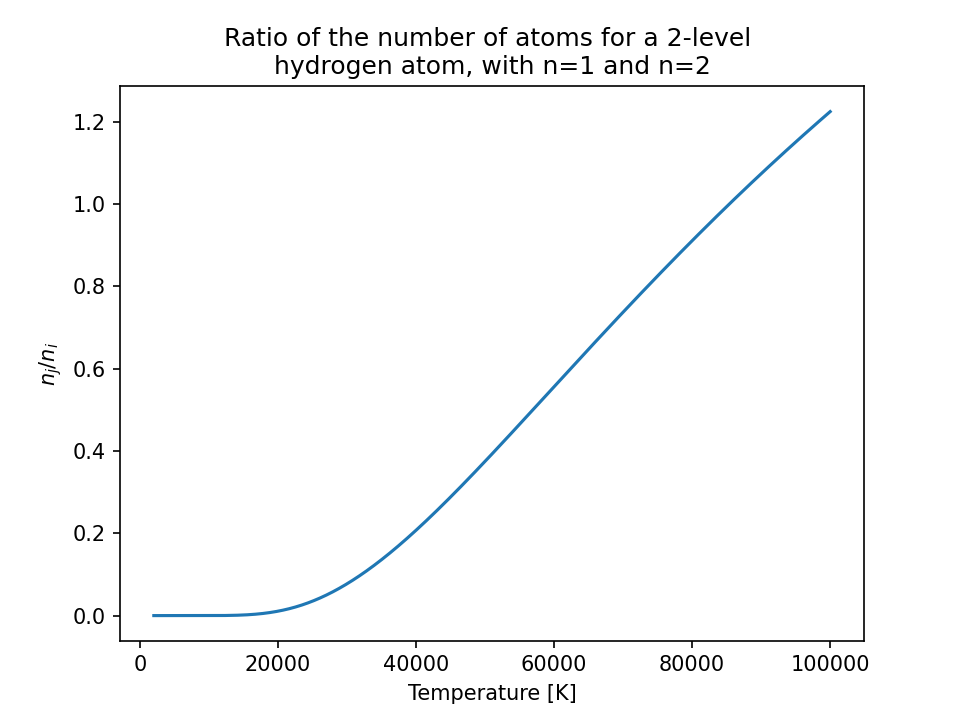 Ratio of the number of atoms for a 2-level
hydrogen atom, with n=1 and n=2
1.2
1.0
0.8
0.6
0.4
0.2
0.0
n_j/n_i
0 20000 40000 60000 80000 100000
Temperature [K]